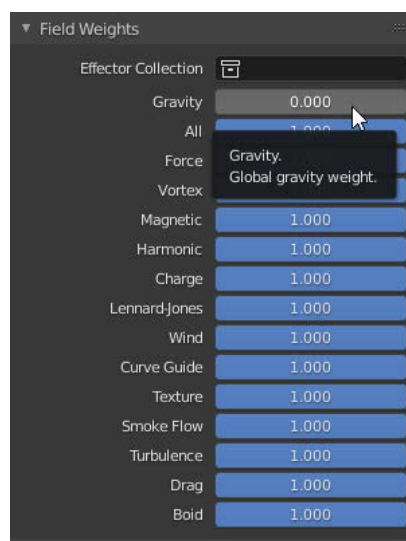 Field Weights
Effector Collection
Gravity 0.000
All 1.000
Force
Vortex
Gravity.
Global gravity weight.
Magnetic 1.000
Harmonic 1.000
Charge 1.000
Lennard-Jones 1.000
Wind 1.000
Curve Guide 1.000
Texture 1.000
Smoke Flow 1.000
Turbulence 1.000
Drag 1.000
Boid 1.000